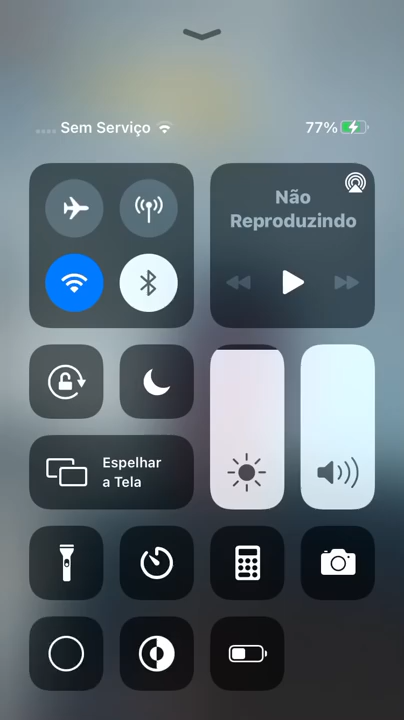 Sem Serviço
77%
Não
Reproduzindo
Espelhar
a Tela